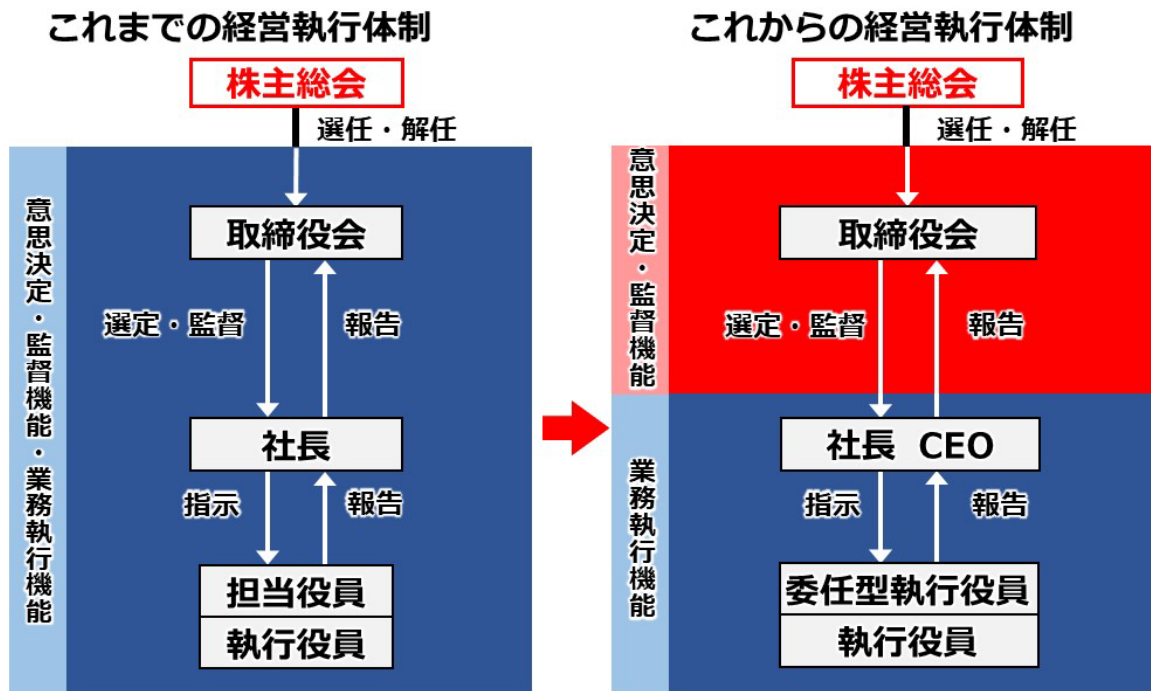 これまでの経営執行体制
株主総会
選任・解任
意思決定・監督機能・業務執行機能
取締役会
選定・監督
報告
社長
指示
報告
担当役員
執行役員
これからの経営執行体制
株主総会
選任・解任
意思決定・監督機能
取締役会
選定・監督
報告
業務執行機能
社長 CEO
指示
報告
委任型執行役員
執行役員